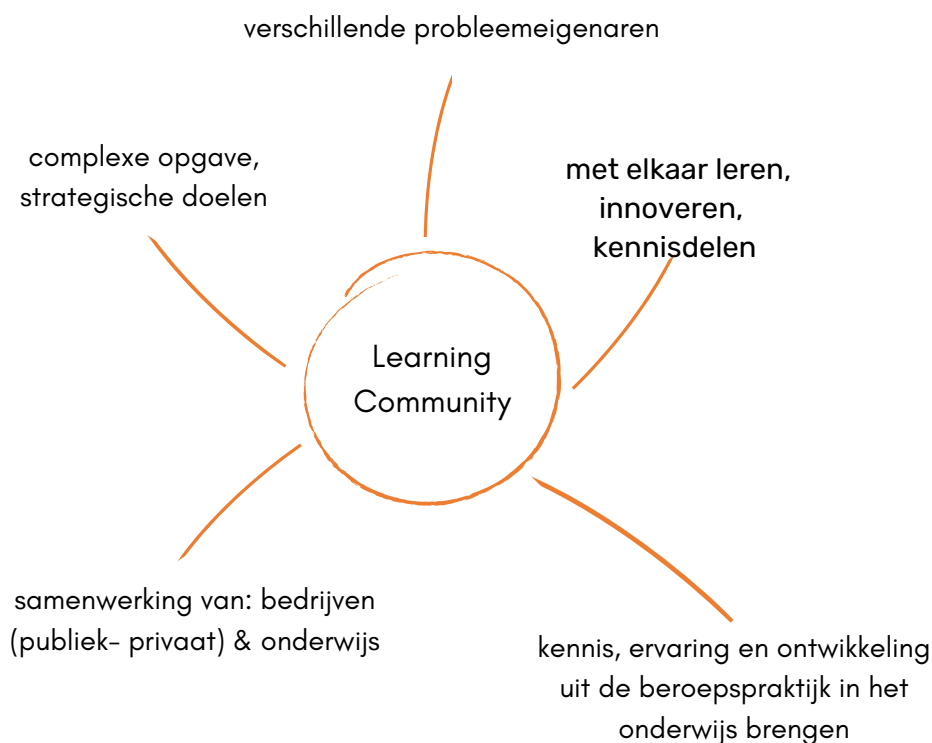 verschillende probleemeigenaren
complexe opgave,
strategische doelen
met elkaar leren,
innoveren,
kennisdelen
Learning
Community
samenwerking van: bedrijven
(publiek- privaat) & onderwijs
kennis, ervaring en ontwikkeling
uit de beroepspraktijk in het
onderwijs brengen